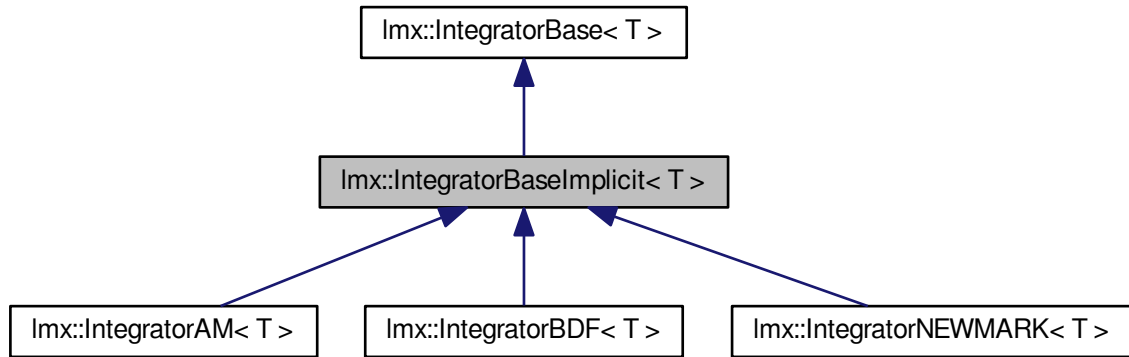 lmx::IntegratorBase< T >
lmx::IntegratorBaseImplicit< T >
lmx::IntegratorAM< T >
lmx::IntegratorBDF< T >
lmx::IntegratorNEWMARK< T >